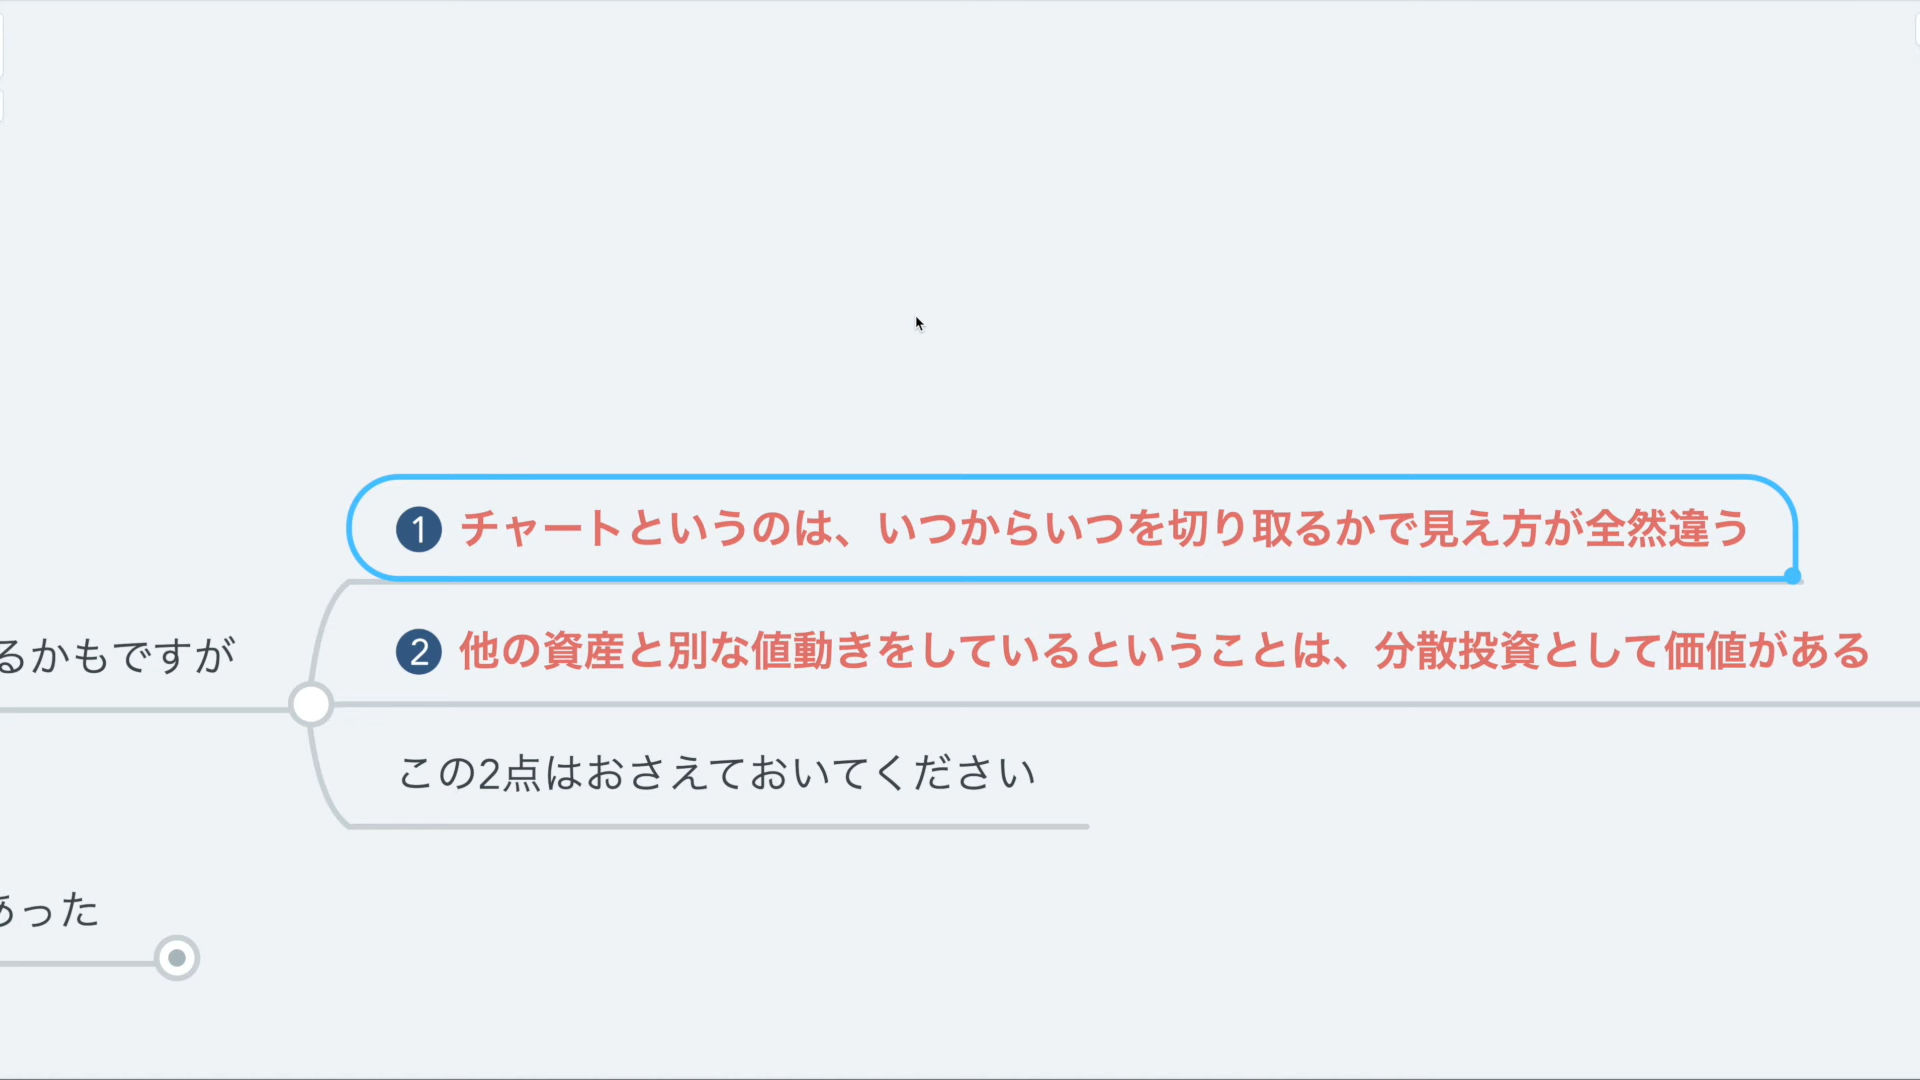 ❶ チャートというのは、いつからいつを切り取るかで見え方が全然違う
るかもですが
❷ 他の資産と別な値動きをしているということは、分散投資として価値がある
この2点はおさえておいてください
あった